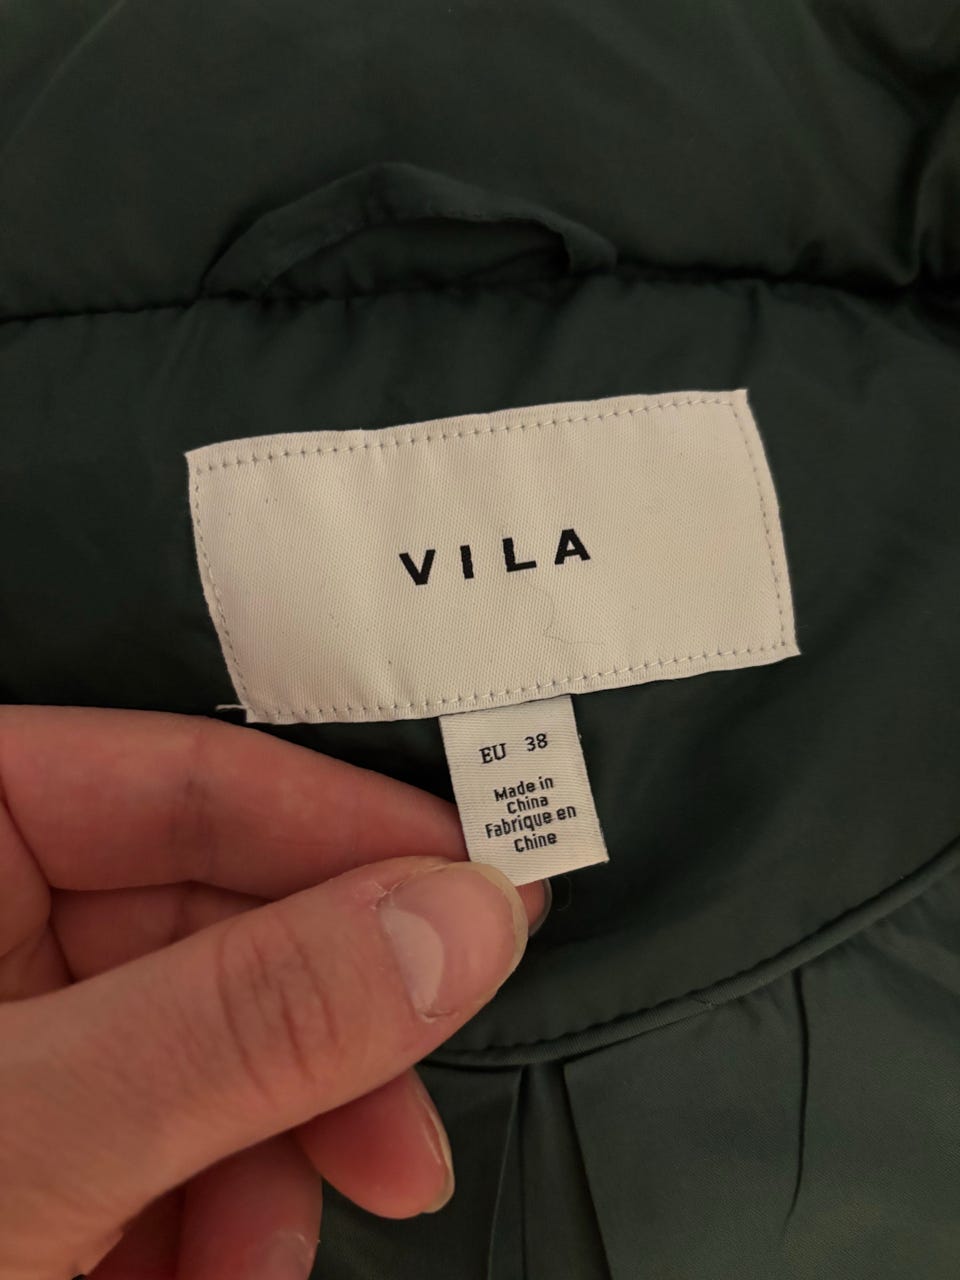 VILA
EU 38
Made in
China
Fabrique en
Chine